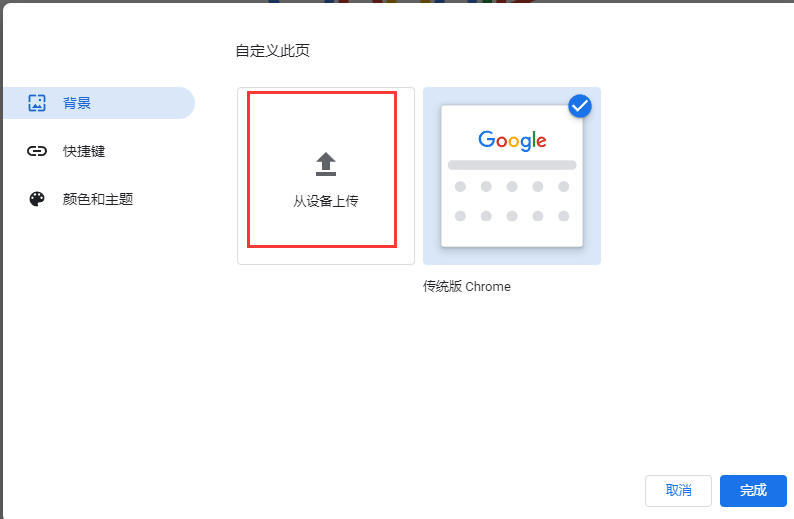 自定义此页
背景
快捷键
颜色和主题
从设备上传
Google
传统版 Chrome
取消
完成